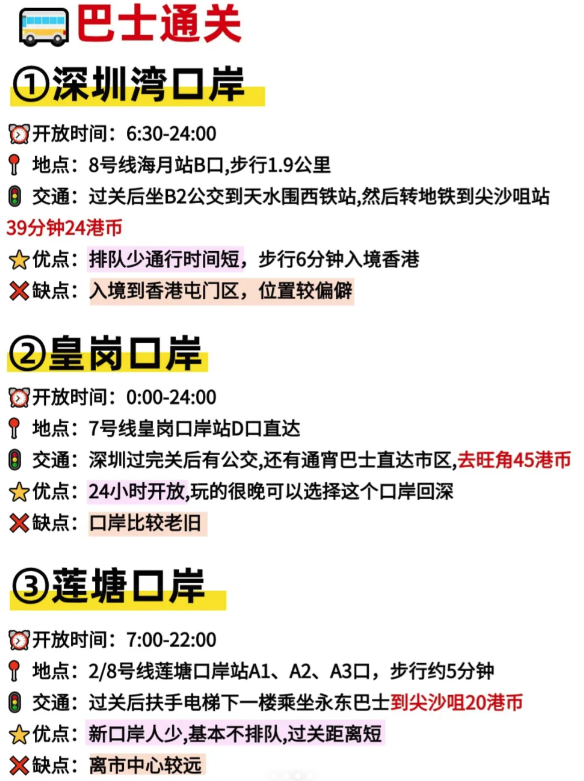 巴士通关
①深圳湾口岸
开放时间：6:30-24:00
地点：8号线海月站B口,步行1.9公里
交通：过关后坐B2公交到天水围西铁站,然后转地铁到尖沙咀站
39分钟24港币
优点：排队少通行时间短，步行6分钟入境香港
缺点：入境到香港屯门区，位置较偏僻
②皇岗口岸
开放时间：0:00-24:00
地点：7号线皇岗口岸站D口直达
交通：深圳过完关后有公交,还有通宵巴士直达市区,去旺角45港币
优点：24小时开放,玩的很晚可以选择这个口岸回深
缺点：口岸比较老旧
③莲塘口岸
开放时间：7:00-22:00
地点：2/8号线莲塘口岸站A1、A2、A3口，步行约5分钟
交通：过关后扶手电梯下一楼乘坐永东巴士到尖沙咀20港币
优点：新口岸人少,基本不排队,过关距离短
缺点：离市中心较远